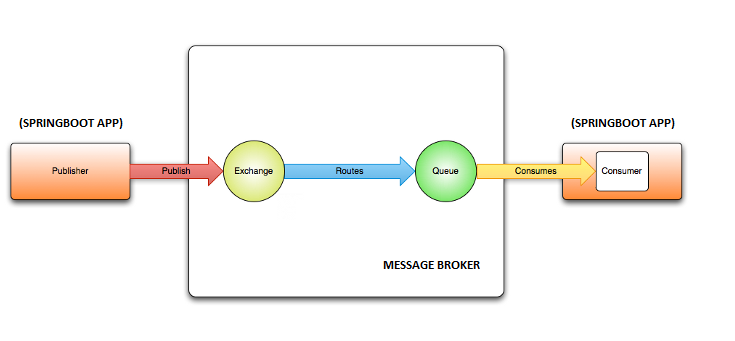 (SPRINGBOOT APP)
(SPRINGBOOT APP)
Publisher
Publish
Exchange
Routes
Queue
Consumes
Consumer
MESSAGE BROKER